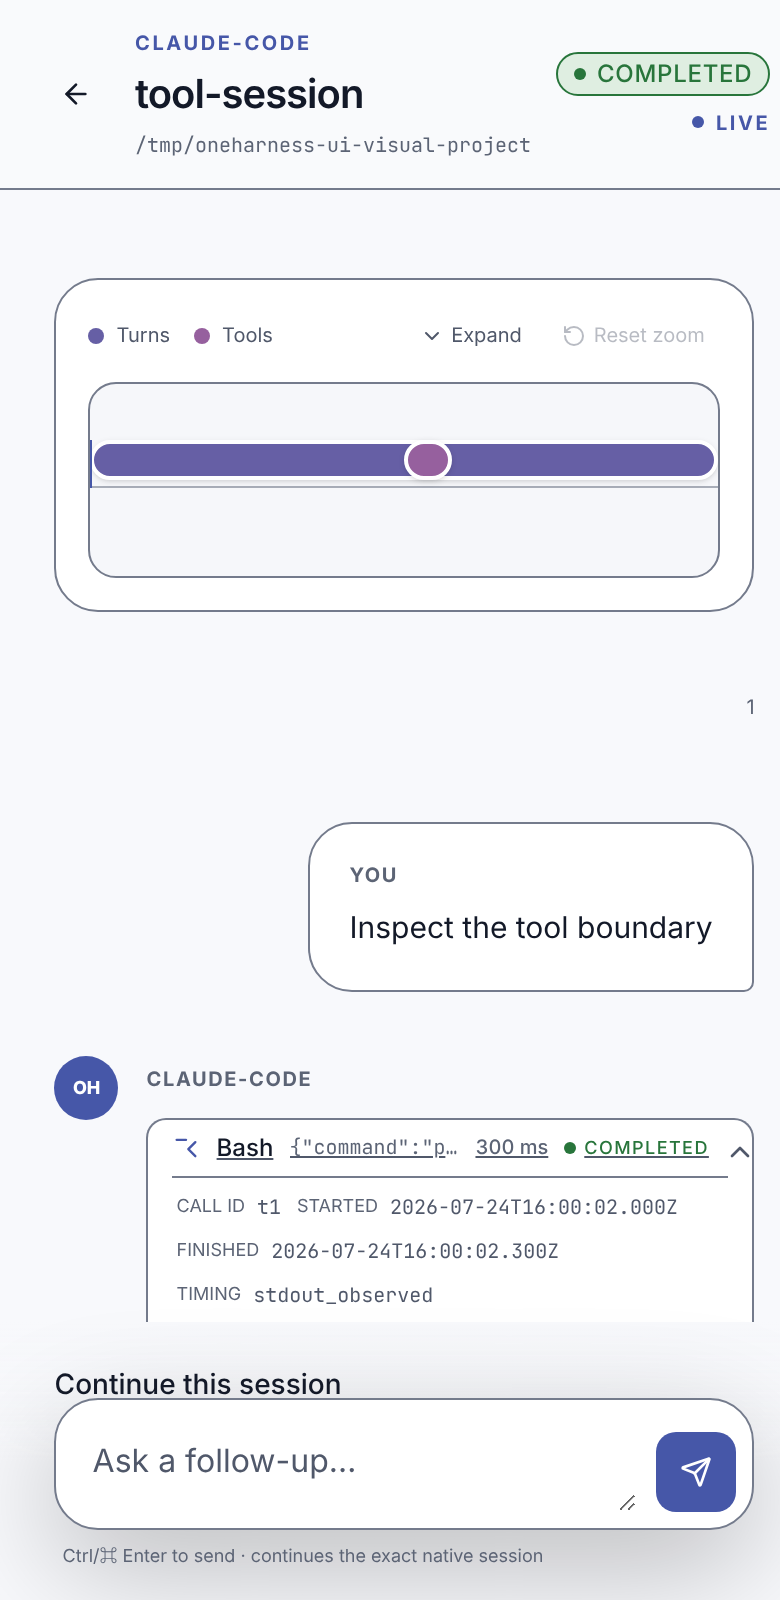 CLAUDE-CODE
tool-session
/tmp/oneharness-ui-visual-project
COMPLETED
LIVE
Turns Tools Expand Reset zoom
1
YOU
Inspect the tool boundary
OH CLAUDE-CODE
Bash {"command":"p… 300 ms COMPLETED
CALL ID t1 STARTED 2026-07-24T16:00:02.000Z
FINISHED 2026-07-24T16:00:02.300Z
TIMING stdout_observed
Continue this session
Ask a follow-up...
Ctrl/⌘ Enter to send · continues the exact native session